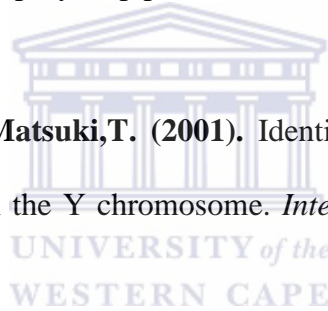 Matsuki,T. (2001). Identi
the Y chromosome. Inte
UNIVERSITY of the
WESTERN CAPE